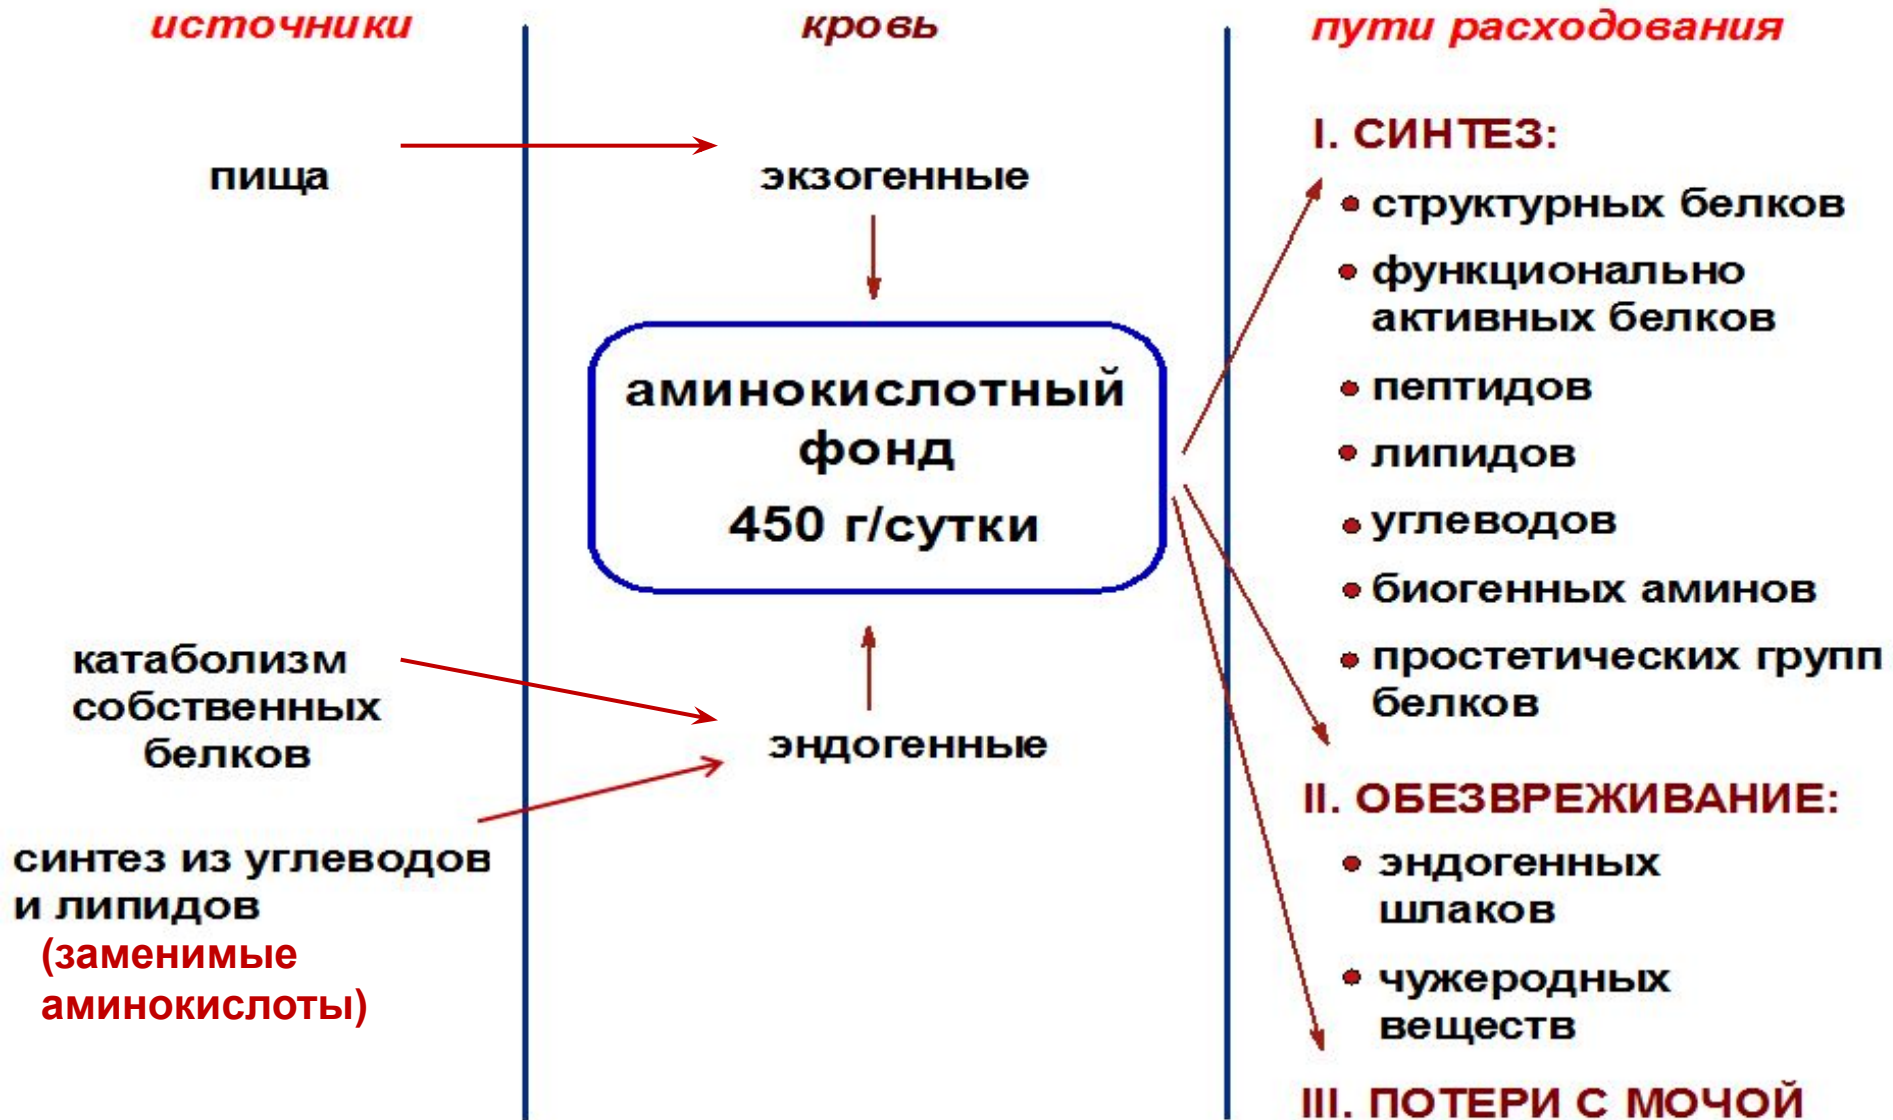 источники
кровь
пути расходования
пища
экзогенные
аминокислотный
фонд
450 г/сутки
катаболизм
собственных
белков
эндогенные
синтез из углеводов
и липидов
(заменимые
аминокислоты)
I. СИНТЕЗ:
• структурных белков
• функционально
активных белков
• пептидов
• липидов
• углеводов
• биогенных аминов
• простетических групп
белков
II. ОБЕЗВРЕЖИВАНИЕ:
• эндогенных
шлаков
• чужеродных
веществ
III. ПОТЕРИ С МОЧОЙ